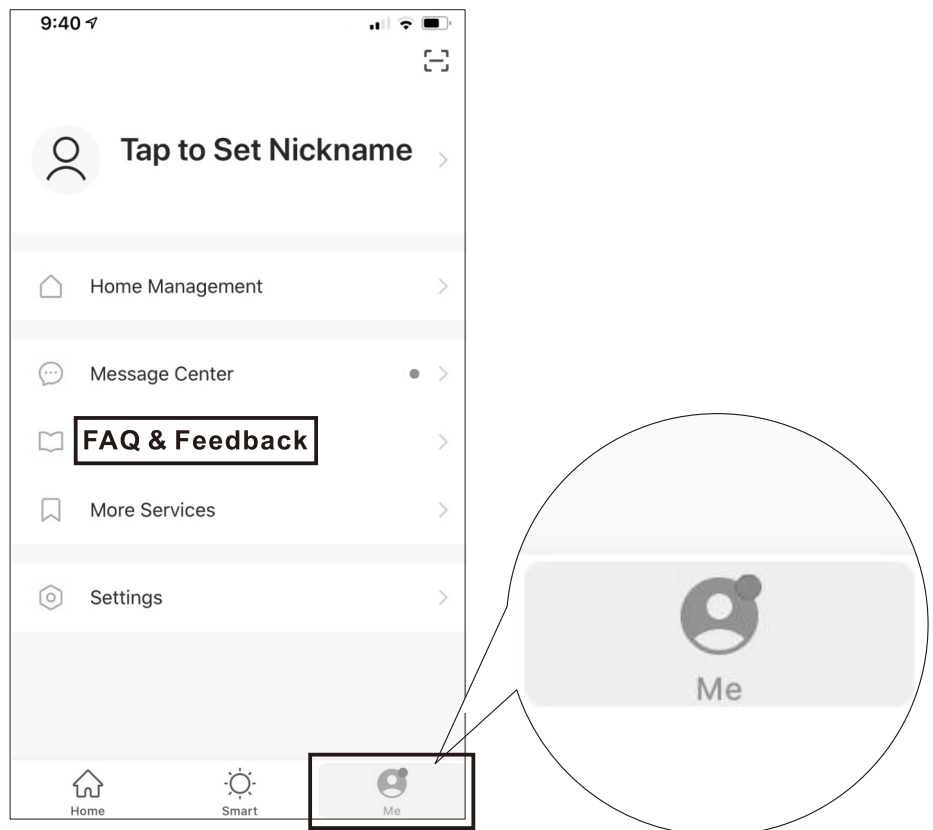 9:40
Tap to Set Nickname
Home Management
Message Center
FAQ & Feedback
More Services
Settings
Home
Smart
Me
Me